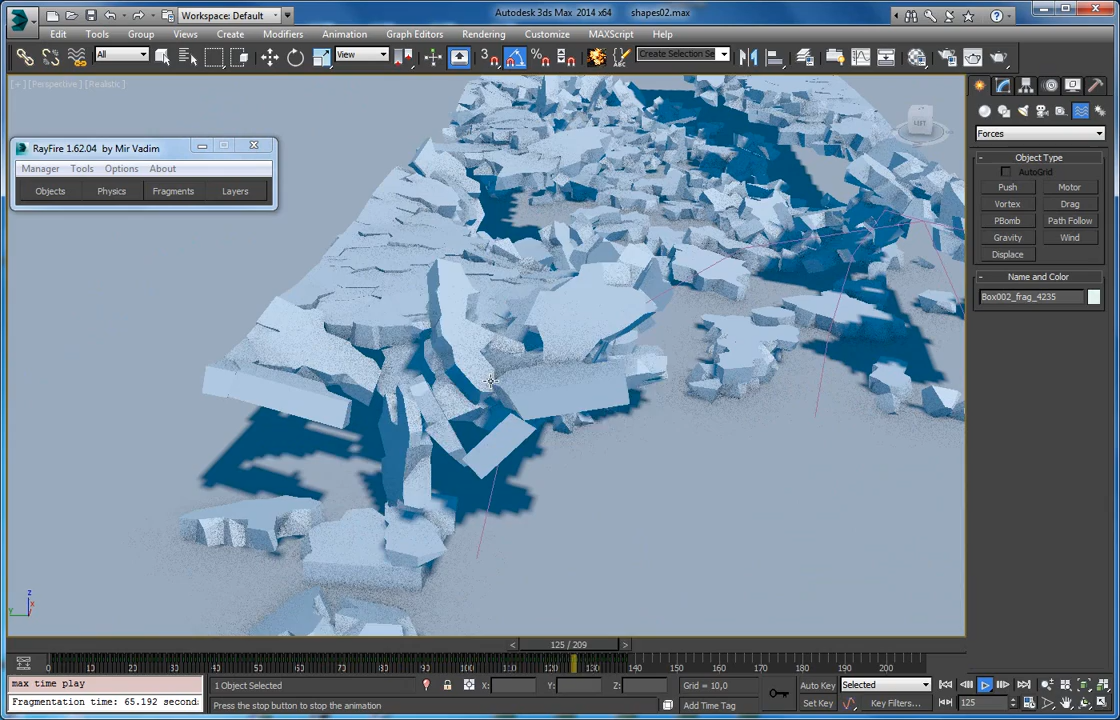 Workspace: Default
Autodesk 3ds Max 2014 x64 shapes02.max
Edit Tools Group Views Create Modifiers Animation Graph Editors Rendering Customize MAXScript Help
All View Create Selection Se
[+] [Perspective] [Realistic]
RayFire 1.62.04 by Mir Vadim
Manager Tools Options About
Objects Physics Fragments Layers
Forces
- Object Type
AutoGrid
Push Motor
Vortex Drag
PBomb Path Follow
Gravity Wind
Displace
- Name and Color
Box002_frag_4235
z
y x
< 125 / 209 >
0 10 20 30 40 50 60 70 80 90 100 110 120 130 140 150 160 170 180 190 200
max time play
1 Object Selected X: Y: Z: Grid = 10,0 Auto Key Selected
Fragmentation time: 65.192 second
Press the stop button to stop the animation Add Time Tag Set Key Key Filters... 125